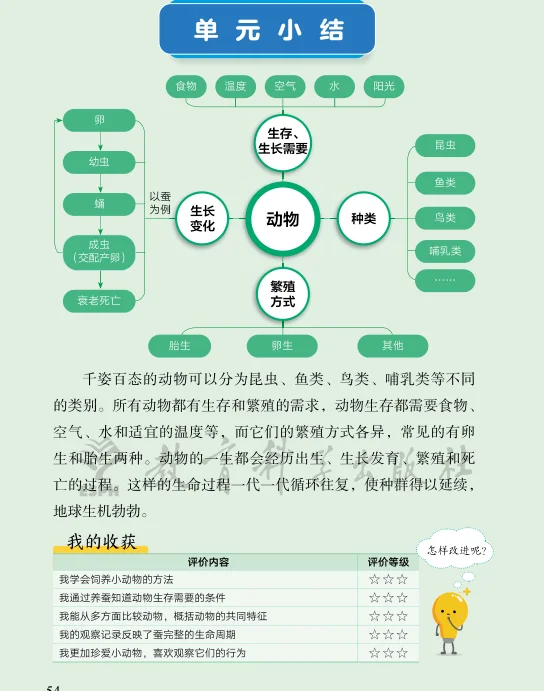 单元小结
食物 温度 空气 水 阳光
生存、
生长需要
卵
幼虫
蛹
成虫
（交配产卵）
衰老死亡
以蚕
为例
生长
变化
动物
种类
昆虫
鱼类
鸟类
哺乳类
……
繁殖
方式
胎生 卵生 其他
千姿百态的动物可以分为昆虫、鱼类、鸟类、哺乳类等不同
的类别。所有动物都有生存和繁殖的需求，动物生存都需要食物、
空气、水和适宜的温度等，而它们的繁殖方式各异，常见的有卵
生和胎生两种。动物的一生都会经历出生、生长发育、繁殖和死
亡的过程。这样的生命过程一代一代循环往复，使种群得以延续，
地球生机勃勃。
教育科学出版社
ESPH
我的收获
怎样改进呢？
评价内容 评价等级
我学会饲养小动物的方法 ☆☆☆
我通过养蚕知道动物生存需要的条件 ☆☆☆
我能从多方面比较动物，概括动物的共同特征 ☆☆☆
我的观察记录反映了蚕完整的生命周期 ☆☆☆
我更加珍爱小动物，喜欢观察它们的行为 ☆☆☆
54